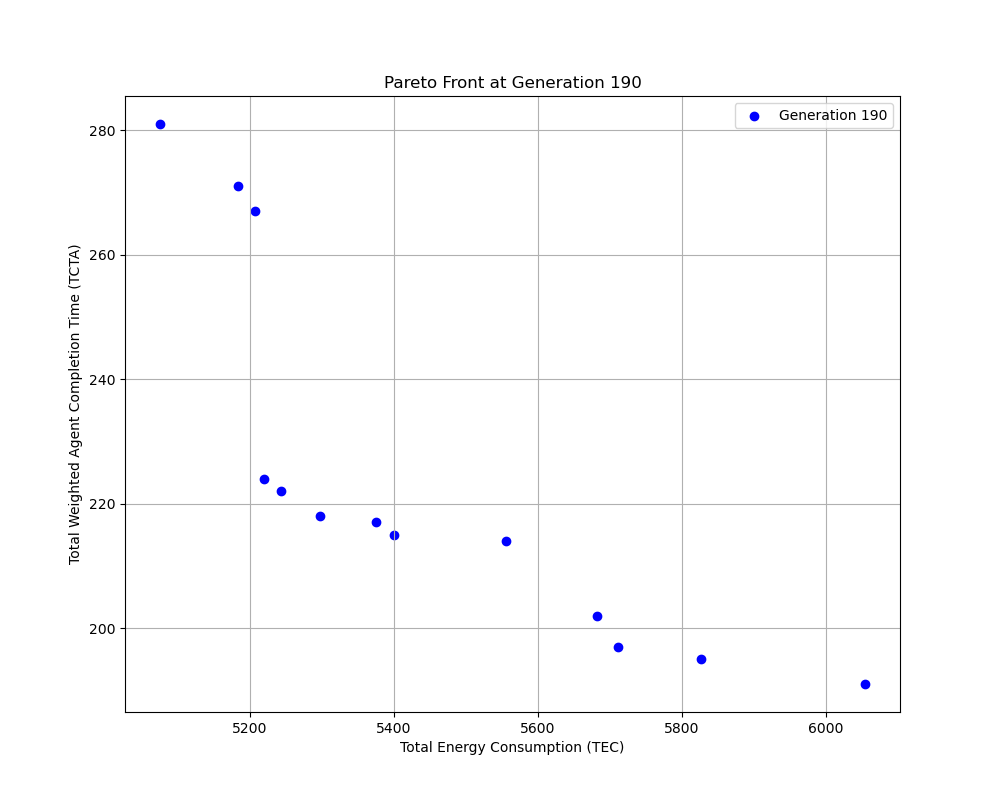 Pareto Front at Generation 190
Generation 190
Total Weighted Agent Completion Time (TCTA)
280
260
240
220
200
5200 5400 5600 5800 6000
Total Energy Consumption (TEC)